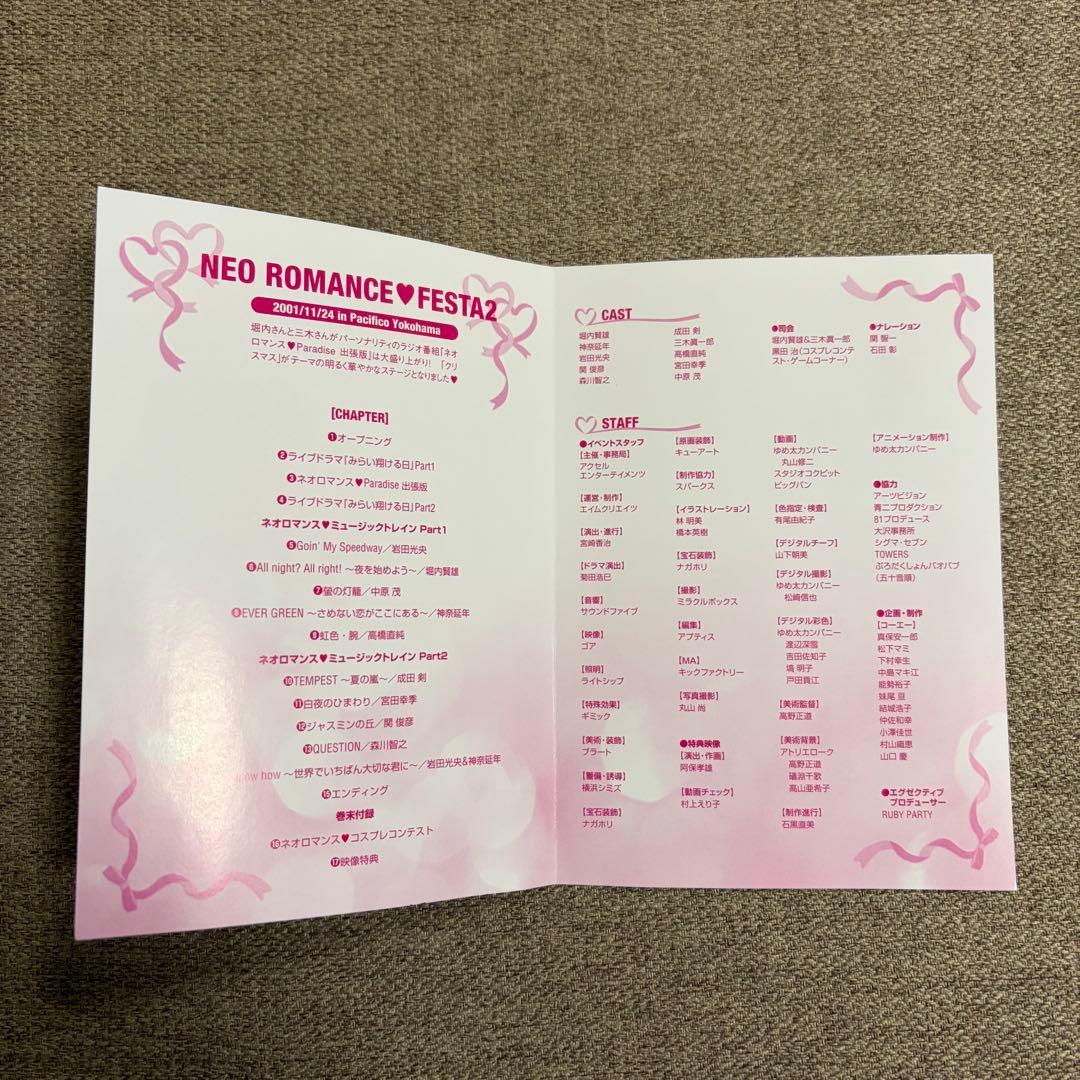 NEO ROMANCE♥FESTA2
2001/11/24 in Pacifico Yokohama
堀内さんと三木さんがパーソナリティのラジオ番組「ネオ
ロマンス♥Paradise 出張版」は大盛り上がり! 「クリ
スマス」がテーマの明るく華やかなステージとなりました♥
[CHAPTER]
❶オープニング
❷ライブドラマ『みらい翔ける日』Part1
❸ネオロマンス♥Paradise 出張版
❹ライブドラマ『みらい翔ける日』Part2
ネオロマンス♥ミュージックトレイン Part1
❺Goin' My Speedway／岩田光央
❻All night? All right! ～夜を始めよう～／堀内賢雄
❼螢の灯籠／中原 茂
❽EVER GREEN ～さめない恋がここにある～／神奈延年
❾虹色・腕／高橋直純
ネオロマンス♥ミュージックトレイン Part2
❿TEMPEST ～夏の嵐～／成田 剣
⓫白夜のひまわり／宮田幸季
⓬ジャスミンの丘／関 俊彦
⓭QUESTION／森川智之
how ～世界でいちばん大切な君に～／岩田光央&神奈延年
⓯エンディング
巻末付録
⓰ネオロマンス♥コスプレコンテスト
⓱映像特典
CAST
堀内賢雄
神奈延年
岩田光央
関 俊彦
森川智之
成田 剣
三木眞一郎
高橋直純
宮田幸季
中原 茂
●司会
堀内賢雄&三木眞一郎
黒田 治(コスプレコンテ
スト・ゲームコーナー)
●ナレーション
関 智一
石田 彰
STAFF
●イベントスタッフ
【主催・事務局】
アクセル
エンターテイメンツ
【運営・制作】
エイムクリエイツ
【演出・進行】
宮崎香治
【ドラマ演出】
菊田浩巳
【音響】
サウンドファイブ
【映像】
ゴア
【照明】
ライトシップ
【特殊効果】
ギミック
【美術・装飾】
ブラート
【警備・誘導】
横浜シミズ
【宝石装飾】
ナガホリ
【原画装飾】
キューアート
【制作協力】
スパークス
【イラストレーション】
林 明美
橋本英樹
【宝石装飾】
ナガホリ
【撮影】
ミラクルボックス
【編集】
アプティス
【MA】
キックファクトリー
【写真撮影】
丸山 尚
●特典映像
【演出・作画】
阿保孝雄
【動画チェック】
村上えり子
【動画】
ゆめ太カンパニー
丸山修二
スタジオコクピット
ビッグバン
【色指定・検査】
有尾由紀子
【デジタルチーフ】
山下朝美
【デジタル撮影】
ゆめ太カンパニー
松崎信也
【デジタル彩色】
ゆめ太カンパニー
渡辺深雪
吉田佐知子
塙 明子
戸田貢江
【美術監督】
高野正道
【美術背景】
アトリエローク
高野正道
礒淵千歌
高山亜希子
【制作進行】
石黒直美
【アニメーション制作】
ゆめ太カンパニー
●協力
アーツビジョン
青二プロダクション
81プロデュース
大沢事務所
シグマ・セブン
TOWERS
ぷろだくしょんバオバブ
(五十音順)
●企画・制作
【コーエー】
真保安一郎
松下マミ
下村幸生
中島マキ江
能勢裕子
妹尾 亘
結城浩子
仲佐和幸
小澤佳世
村山織恵
山口 慶
●エグゼクティブ
プロデューサー
RUBY PARTY